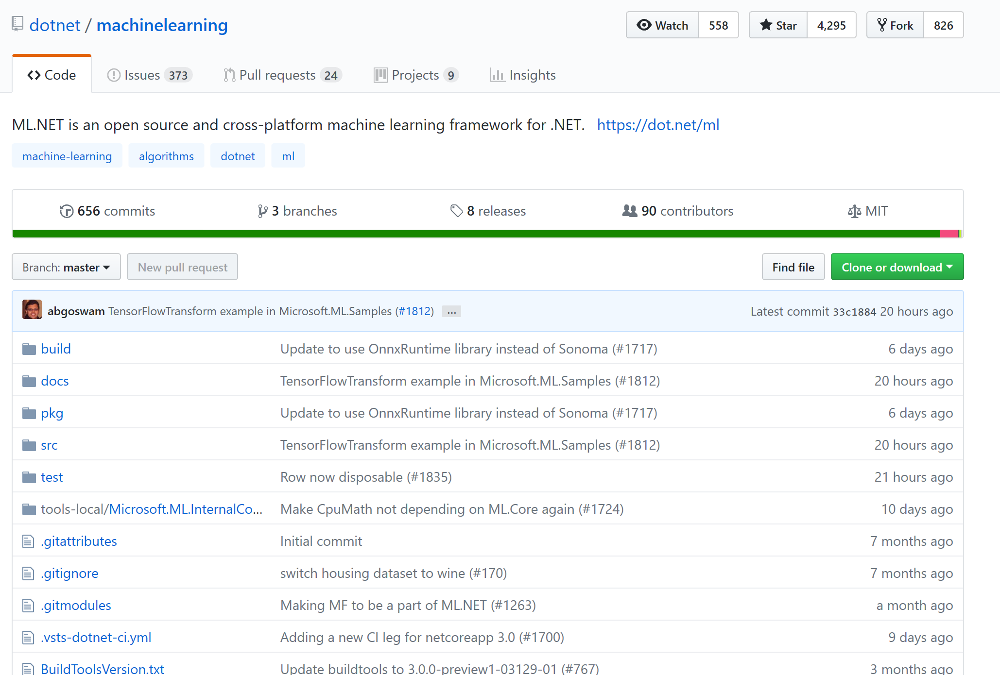 dotnet / machinelearning Watch 558 Star 4,295 Fork 826
Code Issues 373 Pull requests 24 Projects 9 Insights
ML.NET is an open source and cross-platform machine learning framework for .NET. https://dot.net/ml
machine-learning algorithms dotnet ml
656 commits 3 branches 8 releases 90 contributors MIT
Branch: master New pull request Find file Clone or download
abgoswam TensorFlowTransform example in Microsoft.ML.Samples (#1812) ... Latest commit 33c1884 20 hours ago
build Update to use OnnxRuntime library instead of Sonoma (#1717) 6 days ago
docs TensorFlowTransform example in Microsoft.ML.Samples (#1812) 20 hours ago
pkg Update to use OnnxRuntime library instead of Sonoma (#1717) 6 days ago
src TensorFlowTransform example in Microsoft.ML.Samples (#1812) 20 hours ago
test Row now disposable (#1835) 21 hours ago
tools-local/Microsoft.ML.InternalCo... Make CpuMath not depending on ML.Core again (#1724) 10 days ago
.gitattributes Initial commit 7 months ago
.gitignore switch housing dataset to wine (#170) 7 months ago
.gitmodules Making MF to be a part of ML.NET (#1263) a month ago
.vsts-dotnet-ci.yml Adding a new CI leg for netcoreapp 3.0 (#1700) 9 days ago
BuildToolsVersion.txt Update buildtools to 3.0.0-preview1-03129-01 (#767) 3 months ago